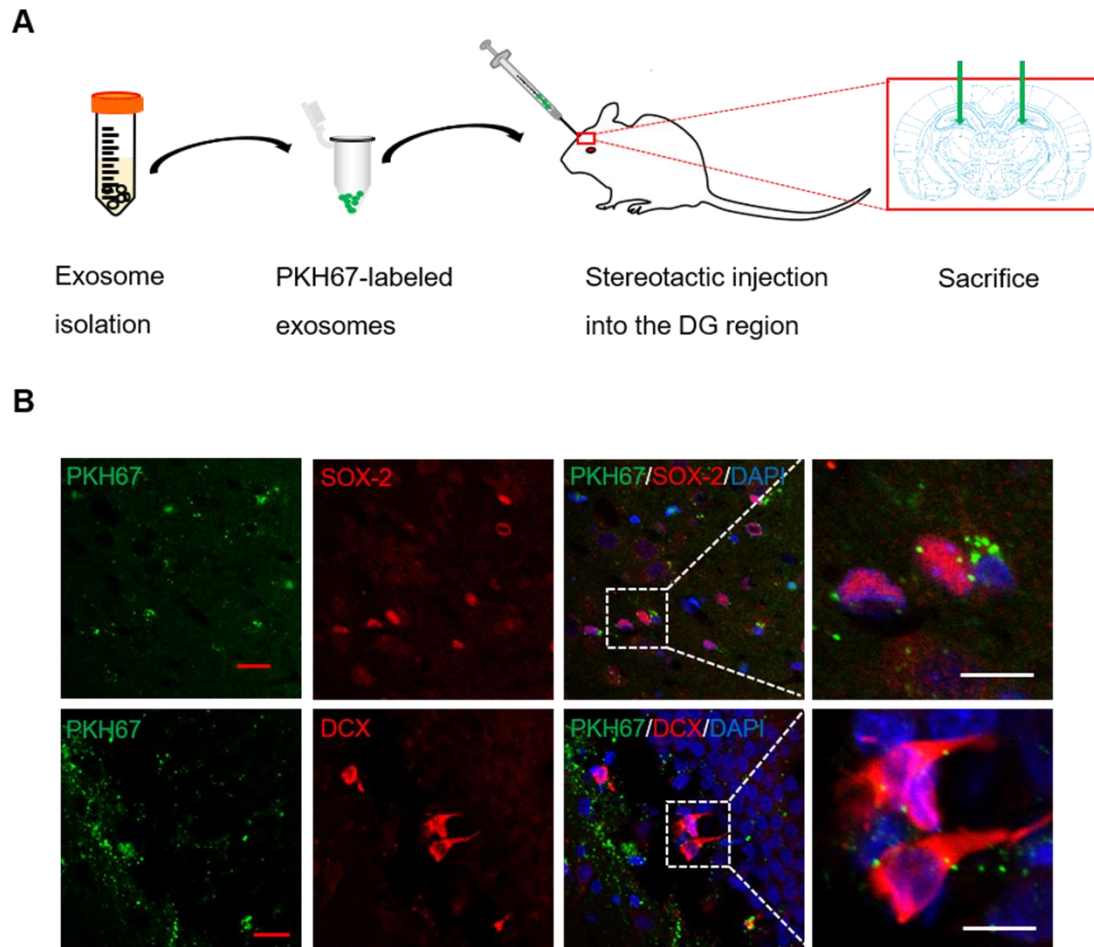 A
Exosome
isolation
PKH67-labeled
exosomes
Stereotactic injection
into the DG region
Sacrifice
B
PKH67
SOX-2
PKH67/SOX-2/DAPI
PKH67
DCX
PKH67/DCX/DAPI